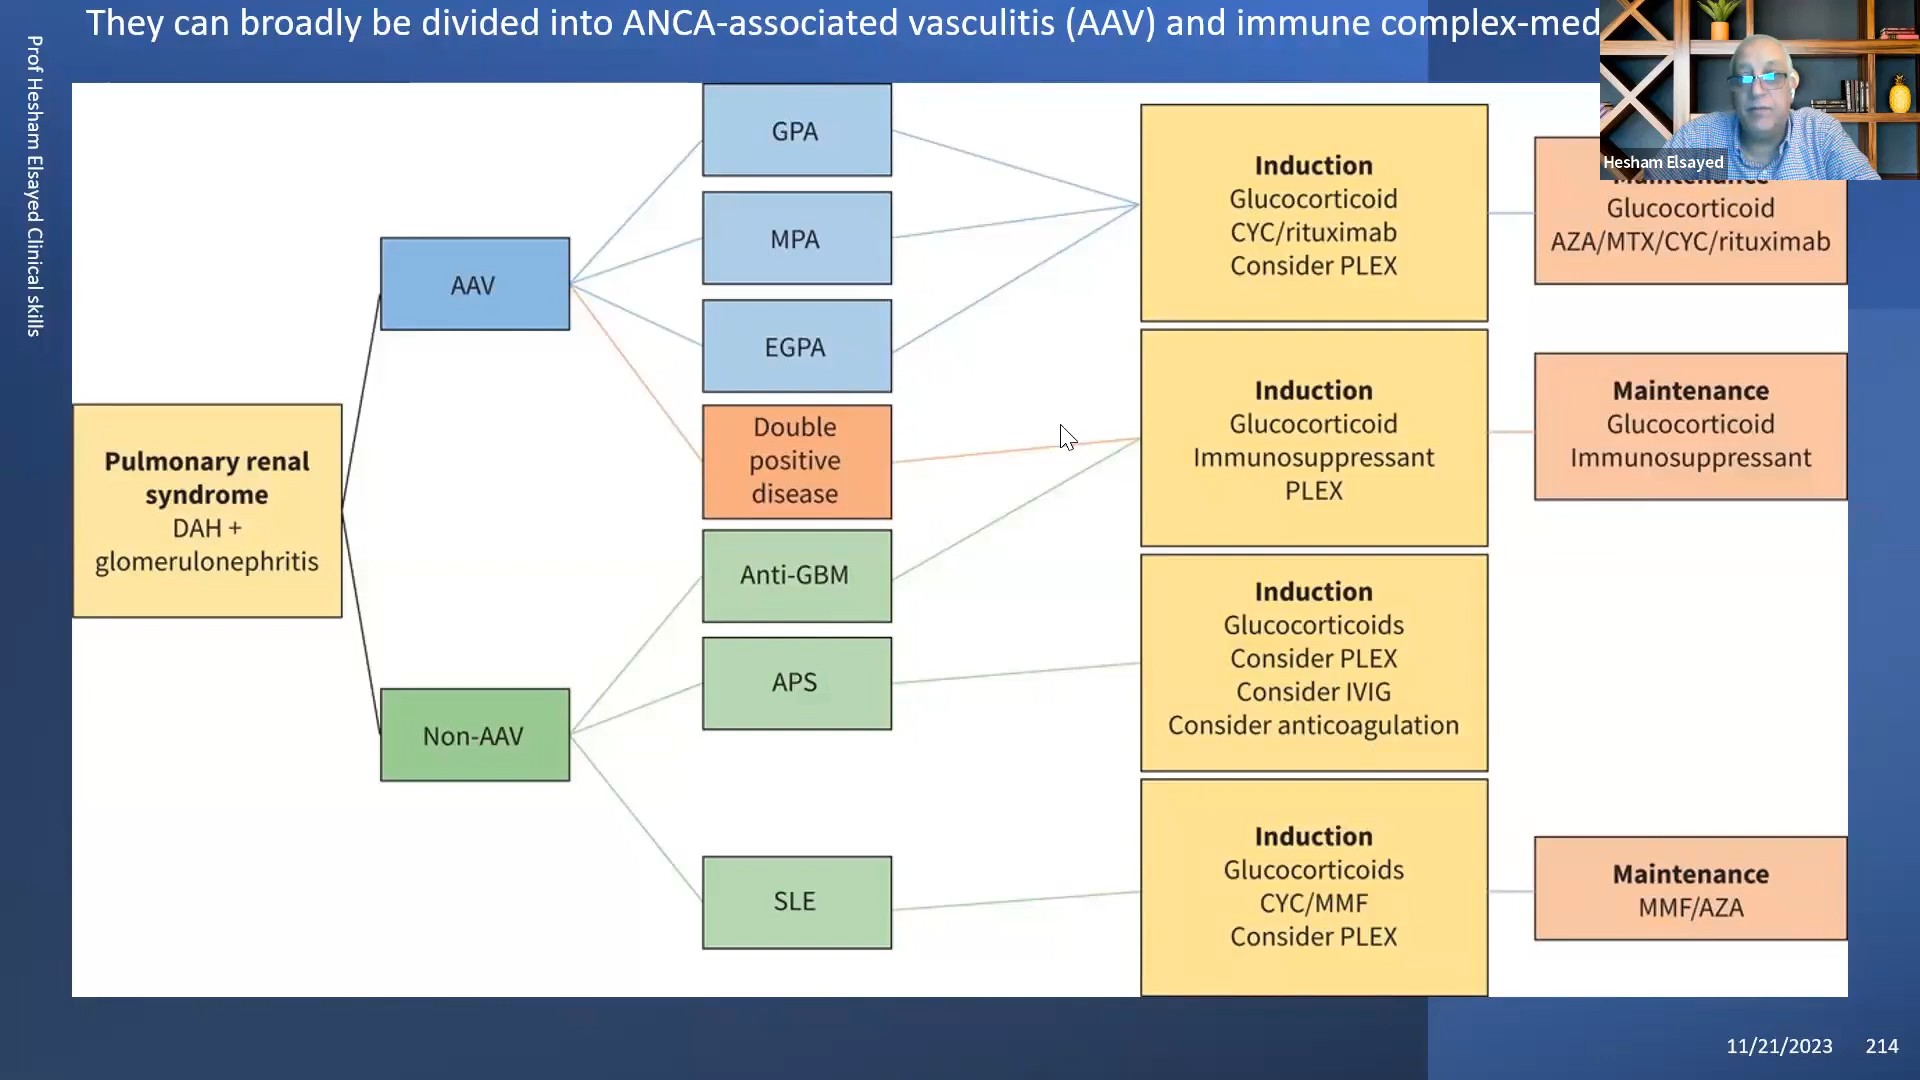 They can broadly be divided into ANCA-associated vasculitis (AAV) and immune complex-med
Prof Hesham Elsayed Clinical skills
Hesham Elsayed
Pulmonary renal
syndrome
DAH +
glomerulonephritis
AAV
Non-AAV
GPA
MPA
EGPA
Double
positive
disease
Anti-GBM
APS
SLE
Induction
Glucocorticoid
CYC/rituximab
Consider PLEX
Maintenance
Glucocorticoid
AZA/MTX/CYC/rituximab
Induction
Glucocorticoid
Immunosuppressant
PLEX
Maintenance
Glucocorticoid
Immunosuppressant
Induction
Glucocorticoids
Consider PLEX
Consider IVIG
Consider anticoagulation
Induction
Glucocorticoids
CYC/MMF
Consider PLEX
Maintenance
MMF/AZA
11/21/2023 214